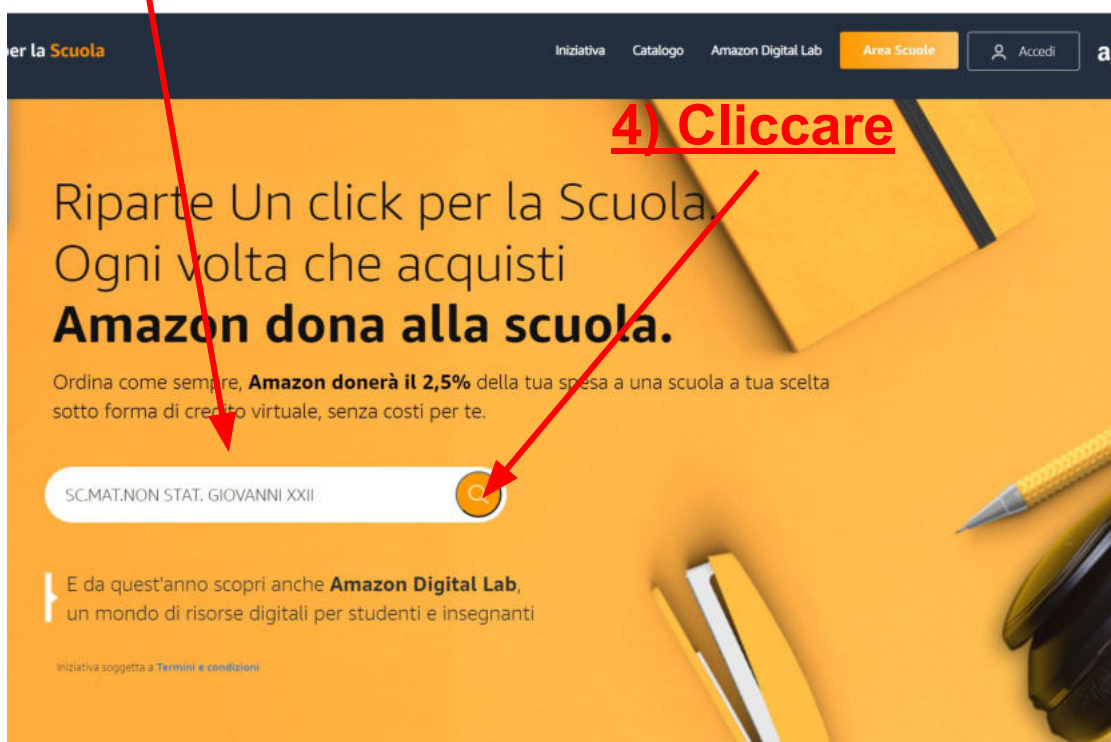 er la Scuola
Iniziativa Catalogo Amazon Digital Lab Area Scuole Accedi a
4) Cliccare
Riparte Un click per la Scuola.
Ogni volta che acquisti
Amazon dona alla scuola.
Ordina come sempre, Amazon donerà il 2,5% della tua spesa a una scuola a tua scelta
sotto forma di credito virtuale, senza costi per te.
SC.MAT.NON STAT. GIOVANNI XXII
E da quest'anno scopri anche Amazon Digital Lab,
un mondo di risorse digitali per studenti e insegnanti
Iniziativa soggetta a Termini e condizioni